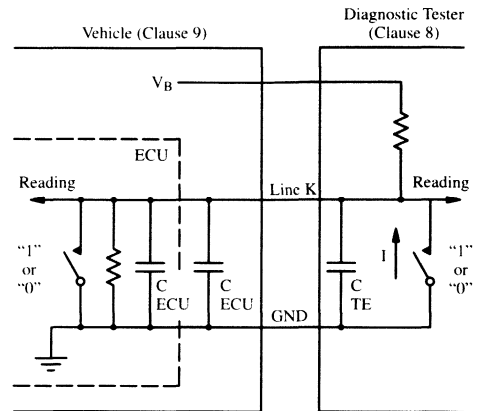 Vehicle (Clause 9)
Diagnostic Tester
(Clause 8)
VB
ECU
Reading
Line K
Reading
"1"
or
"0"
C
ECU
C
ECU
C
TE
I
"1"
or
"0"
GND